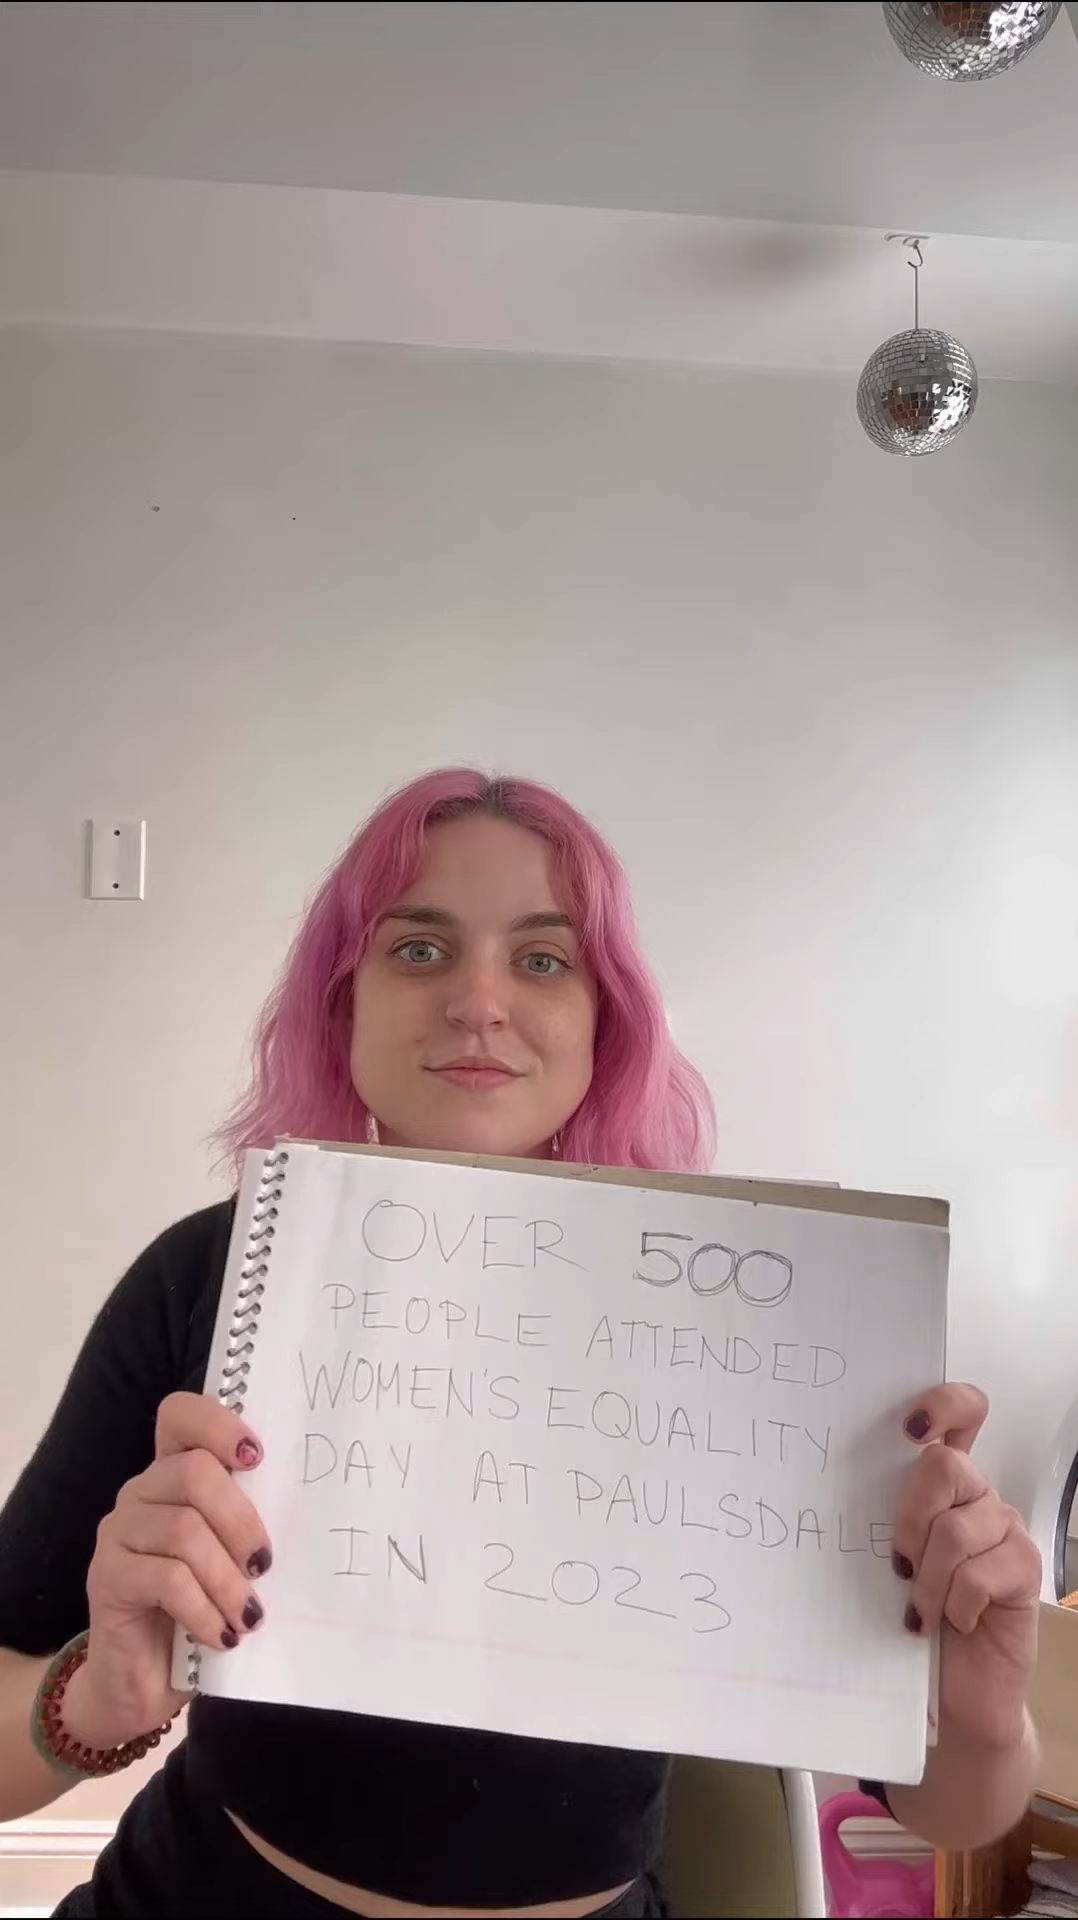 OVER 500
PEOPLE ATTENDED
WOMEN'S EQUALITY
DAY AT PAULSDALE
IN 2023